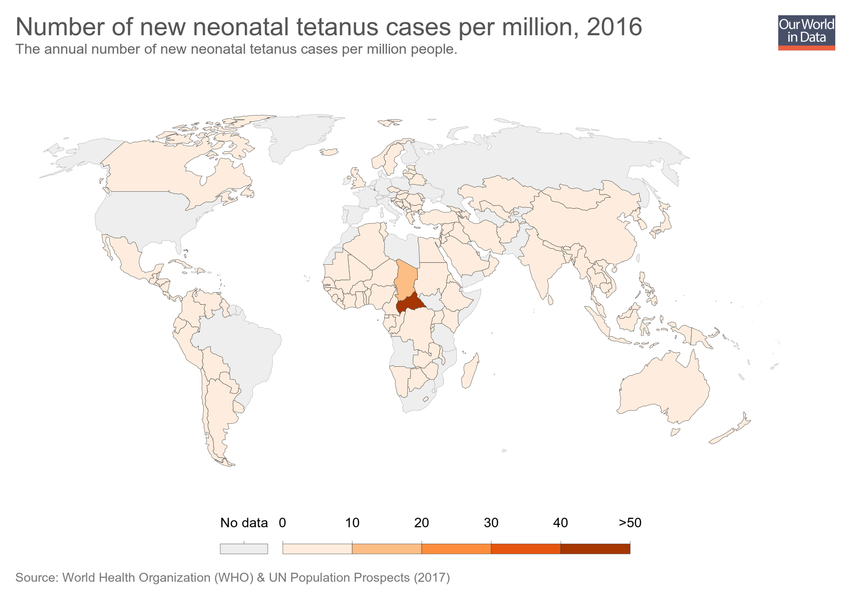 Number of new neonatal tetanus cases per million, 2016
The annual number of new neonatal tetanus cases per million people.
Our World
in Data
No data 0 10 20 30 40 >50
Source: World Health Organization (WHO) & UN Population Prospects (2017)